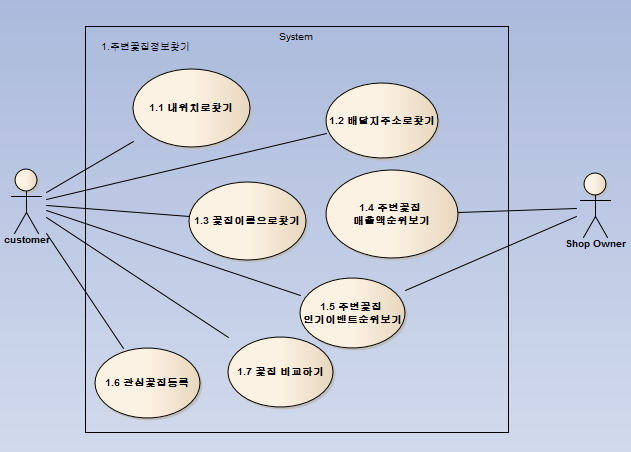 System
1.주변꽃집정보찾기
1.1 내위치로찾기
1.2 배달지주소로찾기
1.3 꽃집이름으로찾기
1.4 주변꽃집
매출액순위보기
customer
Shop Owner
1.5 주변꽃집
인기이벤트순위보기
1.6 관심꽃집등록
1.7 꽃집 비교하기